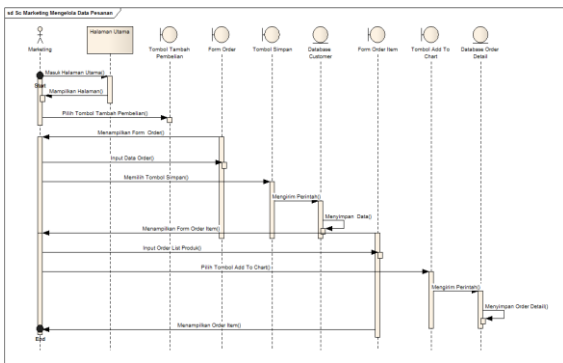 sd Sc Marketing Mengelola Data Pesanan
Marketing
Halaman Utama
Tombol Tambah
Pembelian
Form Order
Tombol Simpan
Database
Customer
Form Order Item
Tombol Add To
Chart
Database Order
Detail
Masuk Halaman Utama()
Start
Mampilkan Halaman()
Pilih Tombol Tambah Pembelian()
Menampilkan Form Order()
Input Data Order()
Memilih Tombol Simpan()
Mengirim Perintah()
Menyimpan Data()
Menampilkan Form Order Item()
Input Order List Produk()
Pilih Tombol Add To Chart()
Mengirim Perintah()
Menyimpan Order Detail()
Menampilkan Order Item()
End